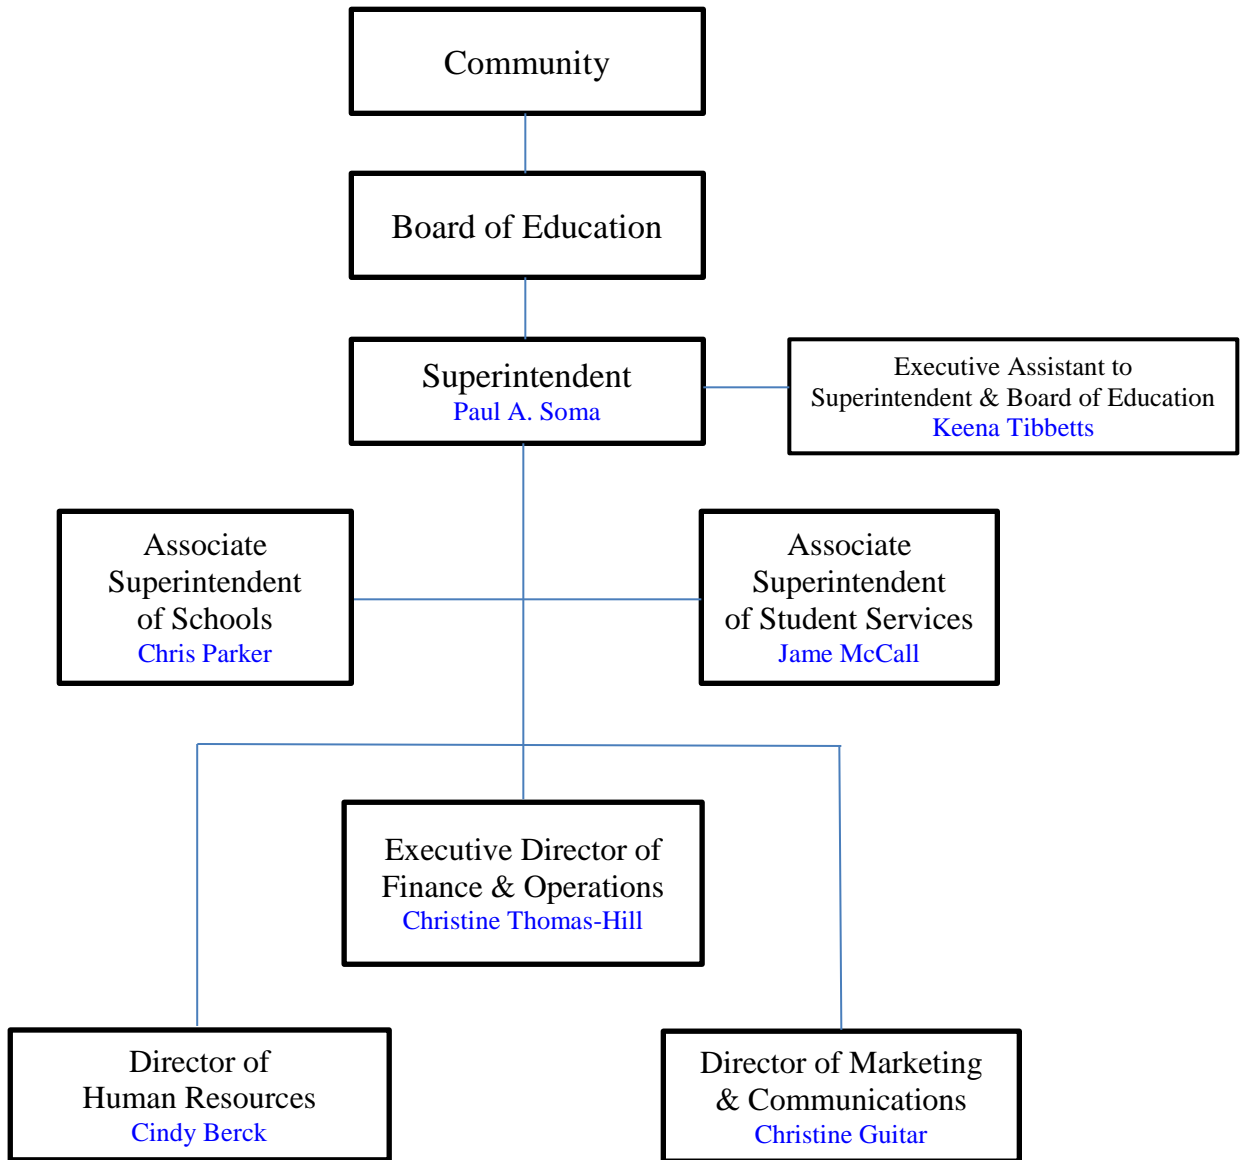 Community
Board of Education
Superintendent
Paul A. Soma
Executive Assistant to
Superintendent & Board of Education
Keena Tibbetts
Associate
Superintendent
of Schools
Chris Parker
Associate
Superintendent
of Student Services
Jame McCall
Executive Director of
Finance & Operations
Christine Thomas-Hill
Director of
Human Resources
Cindy Berck
Director of Marketing
& Communications
Christine Guitar